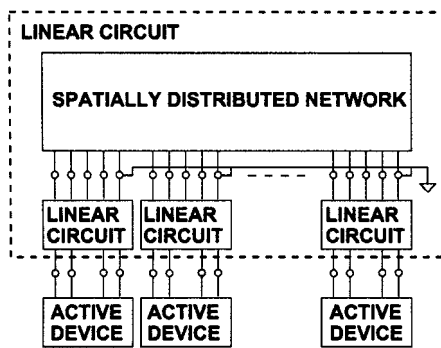 LINEAR CIRCUIT
SPATIALLY DISTRIBUTED NETWORK
LINEAR CIRCUIT
LINEAR CIRCUIT
LINEAR CIRCUIT
ACTIVE DEVICE
ACTIVE DEVICE
ACTIVE DEVICE